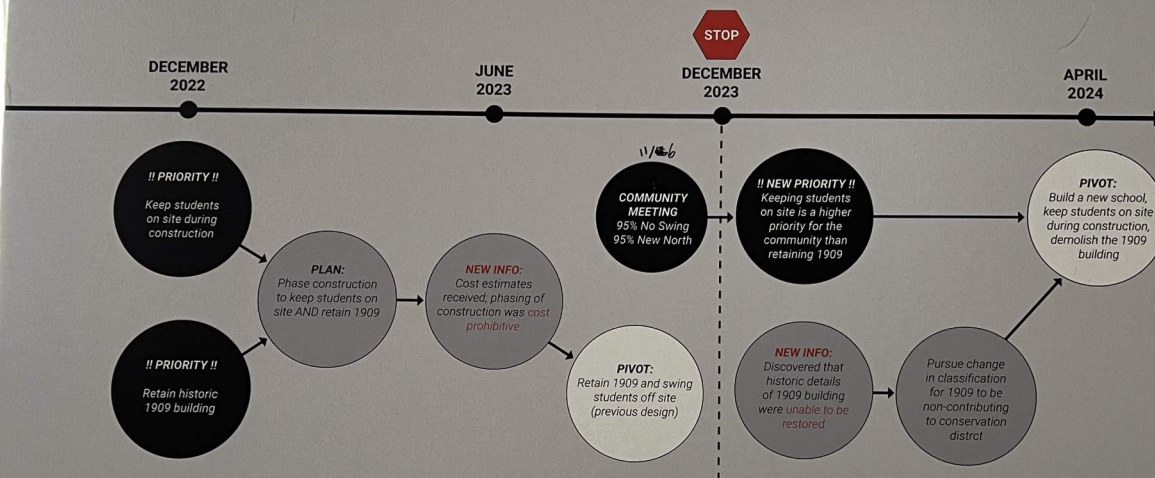 STOP
DECEMBER
2022
JUNE
2023
DECEMBER
2023
APRIL
2024
!! PRIORITY !!
Keep students
on site during
construction
!! PRIORITY !!
Retain historic
1909 building
PLAN:
Phase construction
to keep students on
site AND retain 1909
NEW INFO:
Cost estimates
received, phasing of
construction was cost
prohibitive
PIVOT:
Retain 1909 and swing
students off site
(previous design)
COMMUNITY
MEETING
95% No Swing
95% New North
!! NEW PRIORITY !!
Keeping students
on site is a higher
priority for the
community than
retaining 1909
NEW INFO:
Discovered that
historic details
of 1909 building
were unable to be
restored
Pursue change
in classification
for 1909 to be
non-contributing
to conservation
distrct
PIVOT:
Build a new school,
keep students on site
during construction,
demolish the 1909
building